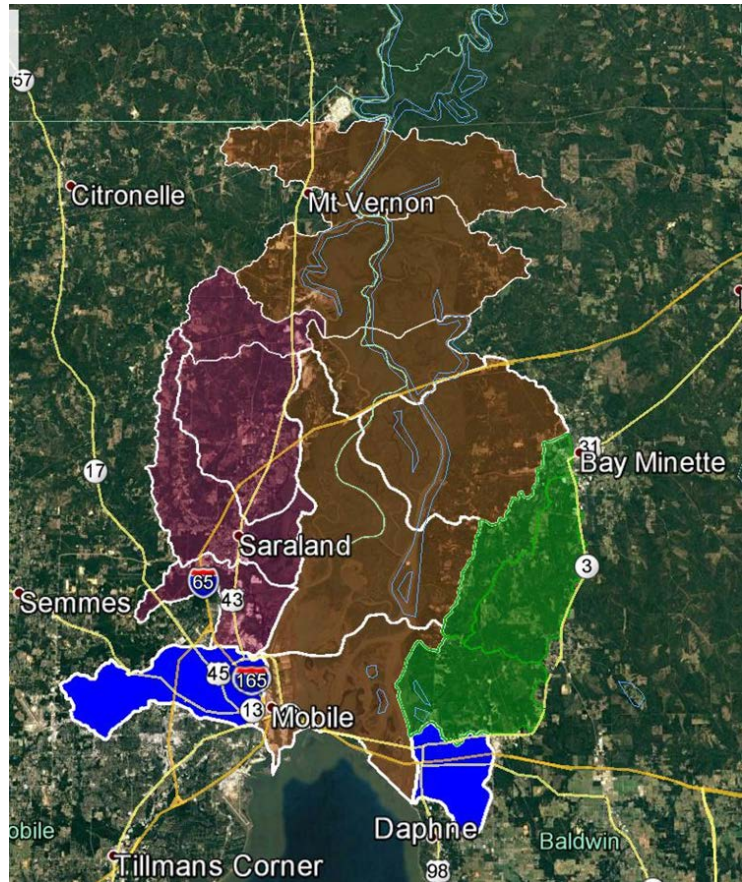 57
Citronelle
Mt Vernon
31
Bay Minette
17
Saraland
3
65
43
Semmes
45
165
13
Mobile
Daphne
obile
Baldwin
Tillmans Corner
98